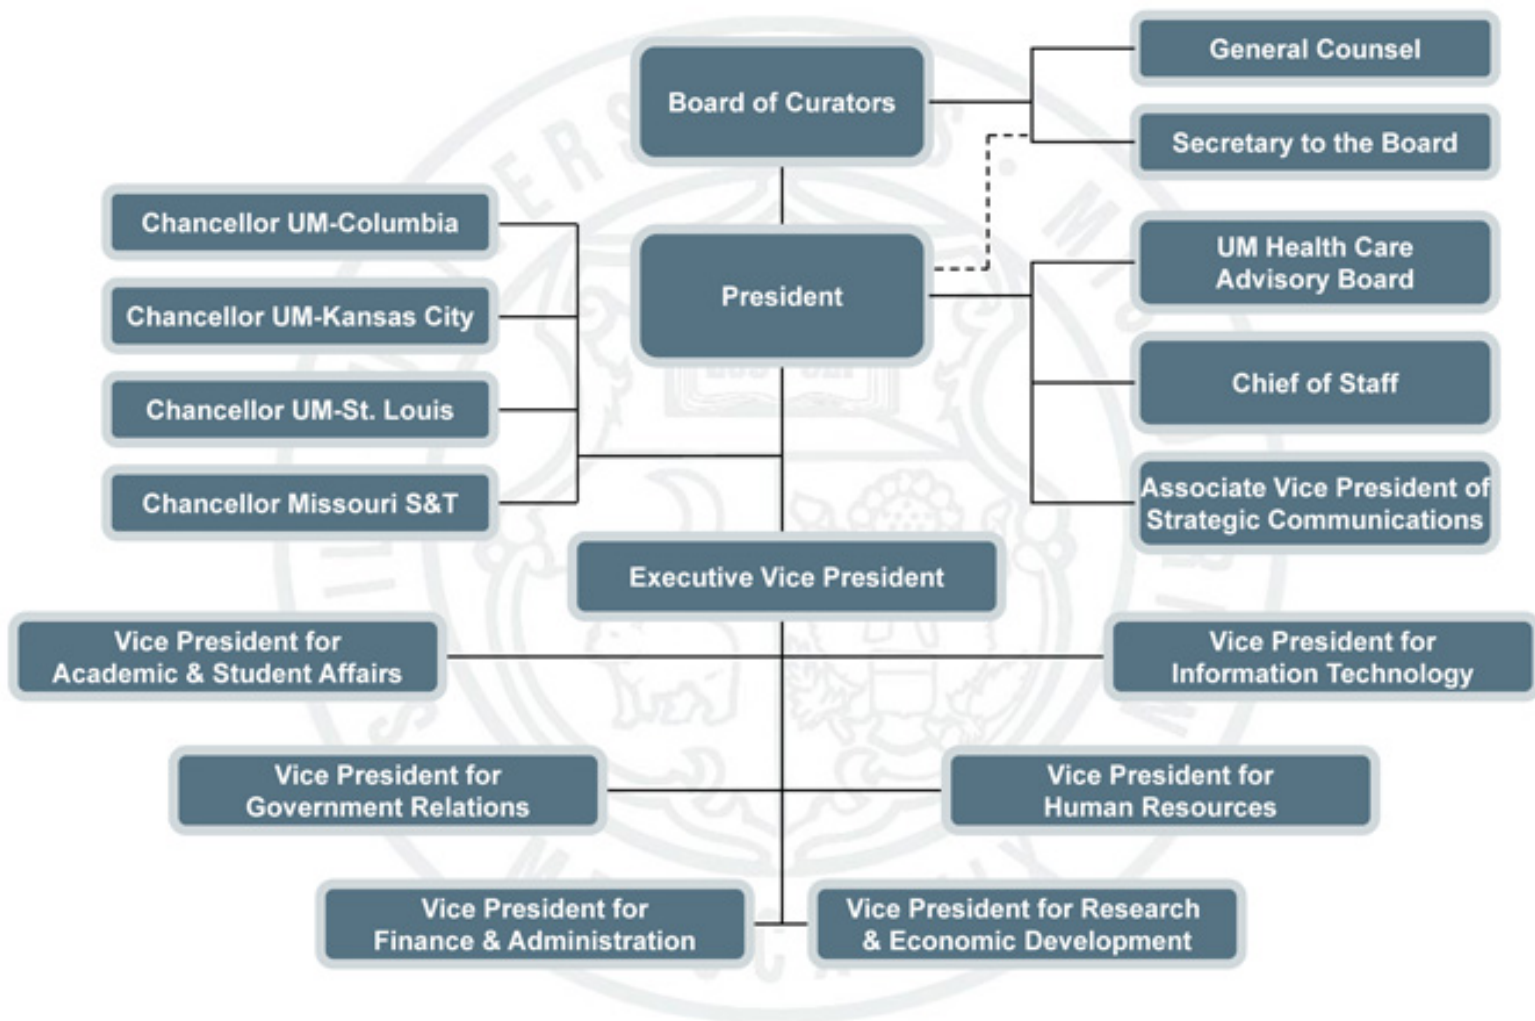 Board of Curators
General Counsel
Secretary to the Board
Chancellor UM-Columbia
Chancellor UM-Kansas City
Chancellor UM-St. Louis
Chancellor Missouri S&T
President
UM Health Care
Advisory Board
Chief of Staff
Associate Vice President of
Strategic Communications
Executive Vice President
Vice President for
Academic & Student Affairs
Vice President for
Information Technology
Vice President for
Government Relations
Vice President for
Human Resources
Vice President for
Finance & Administration
Vice President for Research
& Economic Development